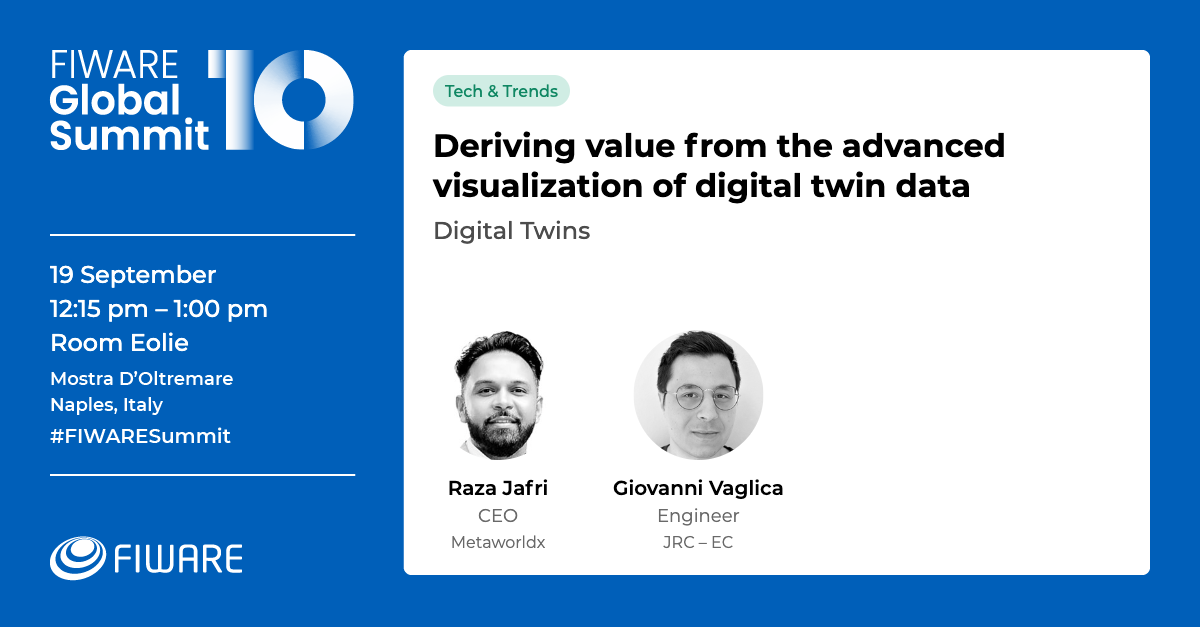 FIWARE
Global
Summit
10
19 September
12:15 pm – 1:00 pm
Room Eolie
Mostra D’Oltremare
Naples, Italy
#FIWARESummit
FIWARE
Tech & Trends
Deriving value from the advanced
visualization of digital twin data
Digital Twins
Raza Jafri
CEO
Metaworldx
Giovanni Vaglica
Engineer
JRC – EC